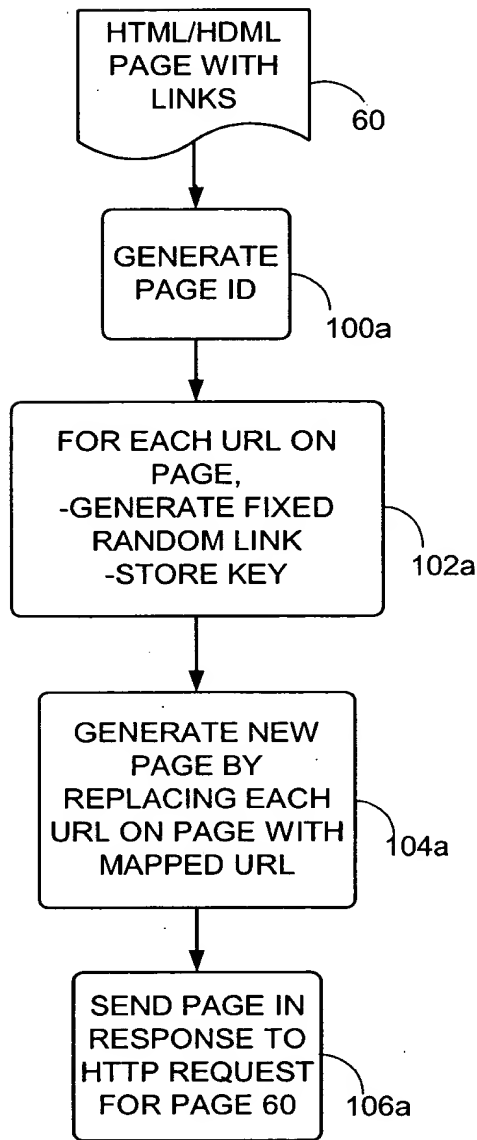 HTML/HDML
PAGE WITH
LINKS
60
GENERATE
PAGE ID
100a
FOR EACH URL ON
PAGE,
-GENERATE FIXED
RANDOM LINK
-STORE KEY
102a
GENERATE NEW
PAGE BY
REPLACING EACH
URL ON PAGE WITH
MAPPED URL
104a
SEND PAGE IN
RESPONSE TO
HTTP REQUEST
FOR PAGE 60
106a